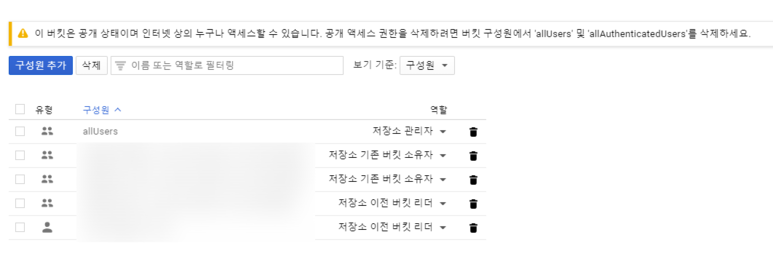 이 버킷은 공개 상태이며 인터넷 상의 누구나 액세스할 수 있습니다. 공개 액세스 권한을 삭제하려면 버킷 구성원에서 'allUsers' 및 'allAuthenticatedUsers'를 삭제하세요.
구성원 추가 삭제 이름 또는 역할로 필터링 보기 기준: 구성원
유형 구성원 역할
allUsers 저장소 관리자
저장소 기존 버킷 소유자
저장소 기존 버킷 소유자
저장소 이전 버킷 리더
저장소 이전 버킷 리더